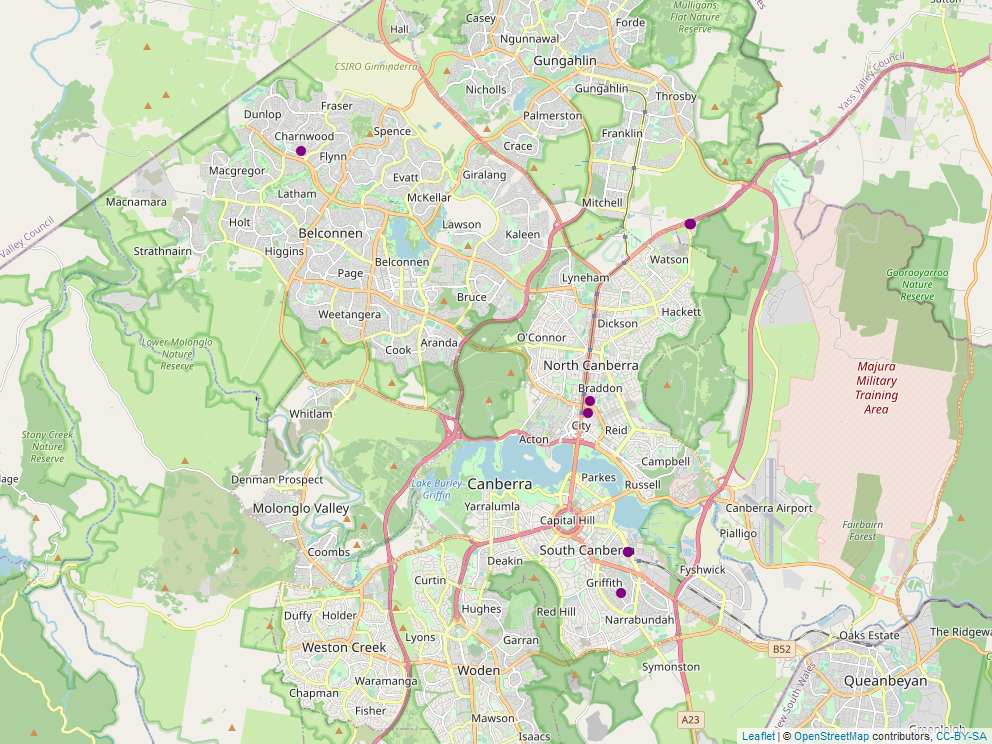 Casey
Forde
Mulligans
Flat Nature
Reserve
Sutton
Hall
Ngunnawal
Gungahlin
CSIRO Ginninderra
Nicholls
Gungahlin
Throsby
Yass Valley Council
Fraser
Dunlop
Palmerston
Charnwood
Spence
Franklin
Flynn
Crace
Macgregor
Evatt
Giralang
Latham
McKellar
Macnamara
Mitchell
Holt
Lawson
Valley Council
Belconnen
Kaleen
Strathnairn
Higgins
Belconnen
Watson
Page
Lyneham
Goorooyarroo
Nature
Reserve
Bruce
Weetangera
Dickson
Hackett
Lower Molonglo
Nature
Reserve
Cook
Aranda
O'Connor
North Canberra
Majura
Military
Training
Area
Braddon
Whitlam
City
Reid
Acton
Stony Creek
Nature
Reserve
Campbell
Denman Prospect
Lake Burley
Griffin
Canberra
Parkes
Russell
Molonglo Valley
Yarralumla
Canberra Airport
Capital Hill
Pialligo
Fairbairn
Forest
Coombs
South Canberra
Deakin
Fyshwick
Curtin
Griffith
Duffy
Holder
Hughes
Red Hill
Narrabundah
Lyons
Garran
Oaks Estate
The Ridgeway
Weston Creek
B52
Woden
Symonston
Waramanga
Queanbeyan
Chapman
Fisher
Mawson
A23
New South Wales
Isaacs
Greenleigh
Leaflet | © OpenStreetMap contributors, CC-BY-SA